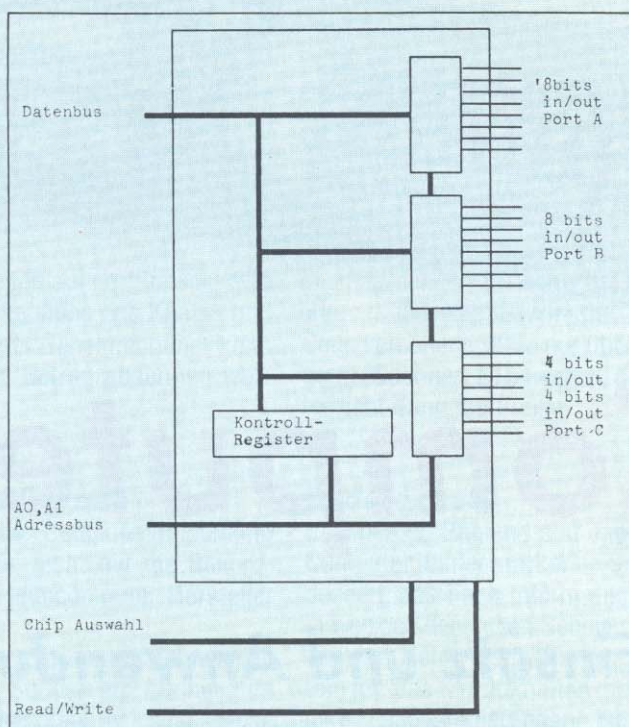 Datenbus
'8bits
in/out
Port A
8 bits
in/out
Port B
4 bits
in/out
4 bits
in/out
Port C
Kontroll-
Register
A0,A1
Adressbus
Chip Auswahl
Read/Write